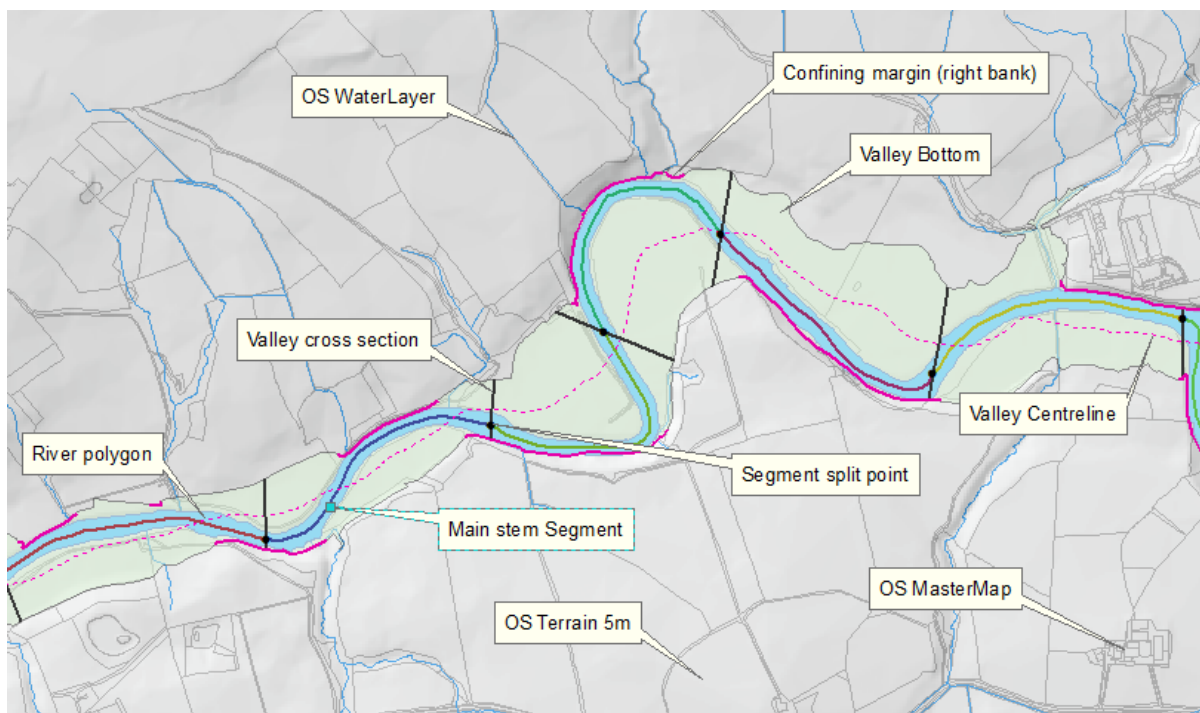 Confining margin (right bank)
OS WaterLayer
Valley Bottom
Valley cross section
Valley Centreline
River polygon
Segment split point
Main stem Segment
OS MasterMap
OS Terrain 5m